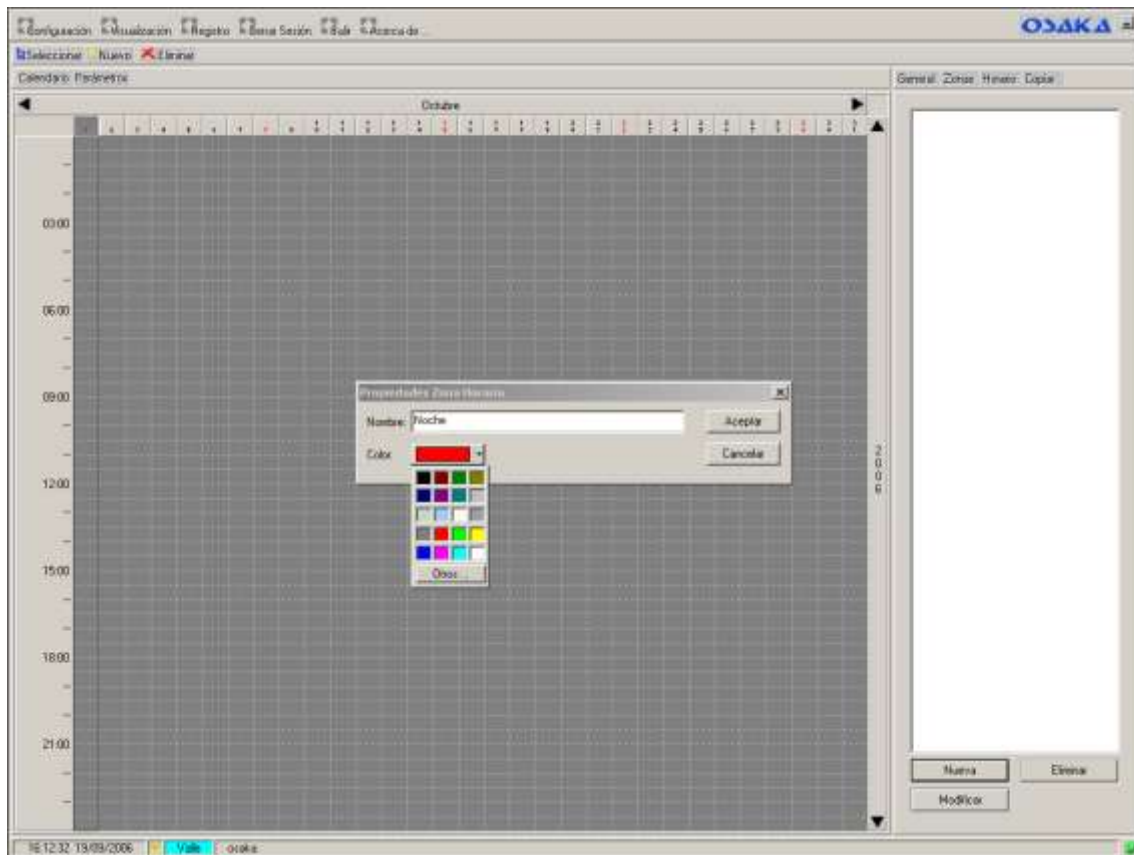 Configuración Visualización Registro Cerrar Sesión Salir Acerca de ...
OSAKA
Seleccionar Nuevo Eliminar
Calendario Parámetros
General Zonas Horario Copiar
Octubre
03:00
06:00
09:00
12:00
15:00
18:00
21:00
2006
Propiedades Zona Horaria
Nombre: Noche
Aceptar
Color
Cancelar
Otros...
Nueva
Eliminar
Modificar
16:12:32 19/09/2006
Valle
osaka